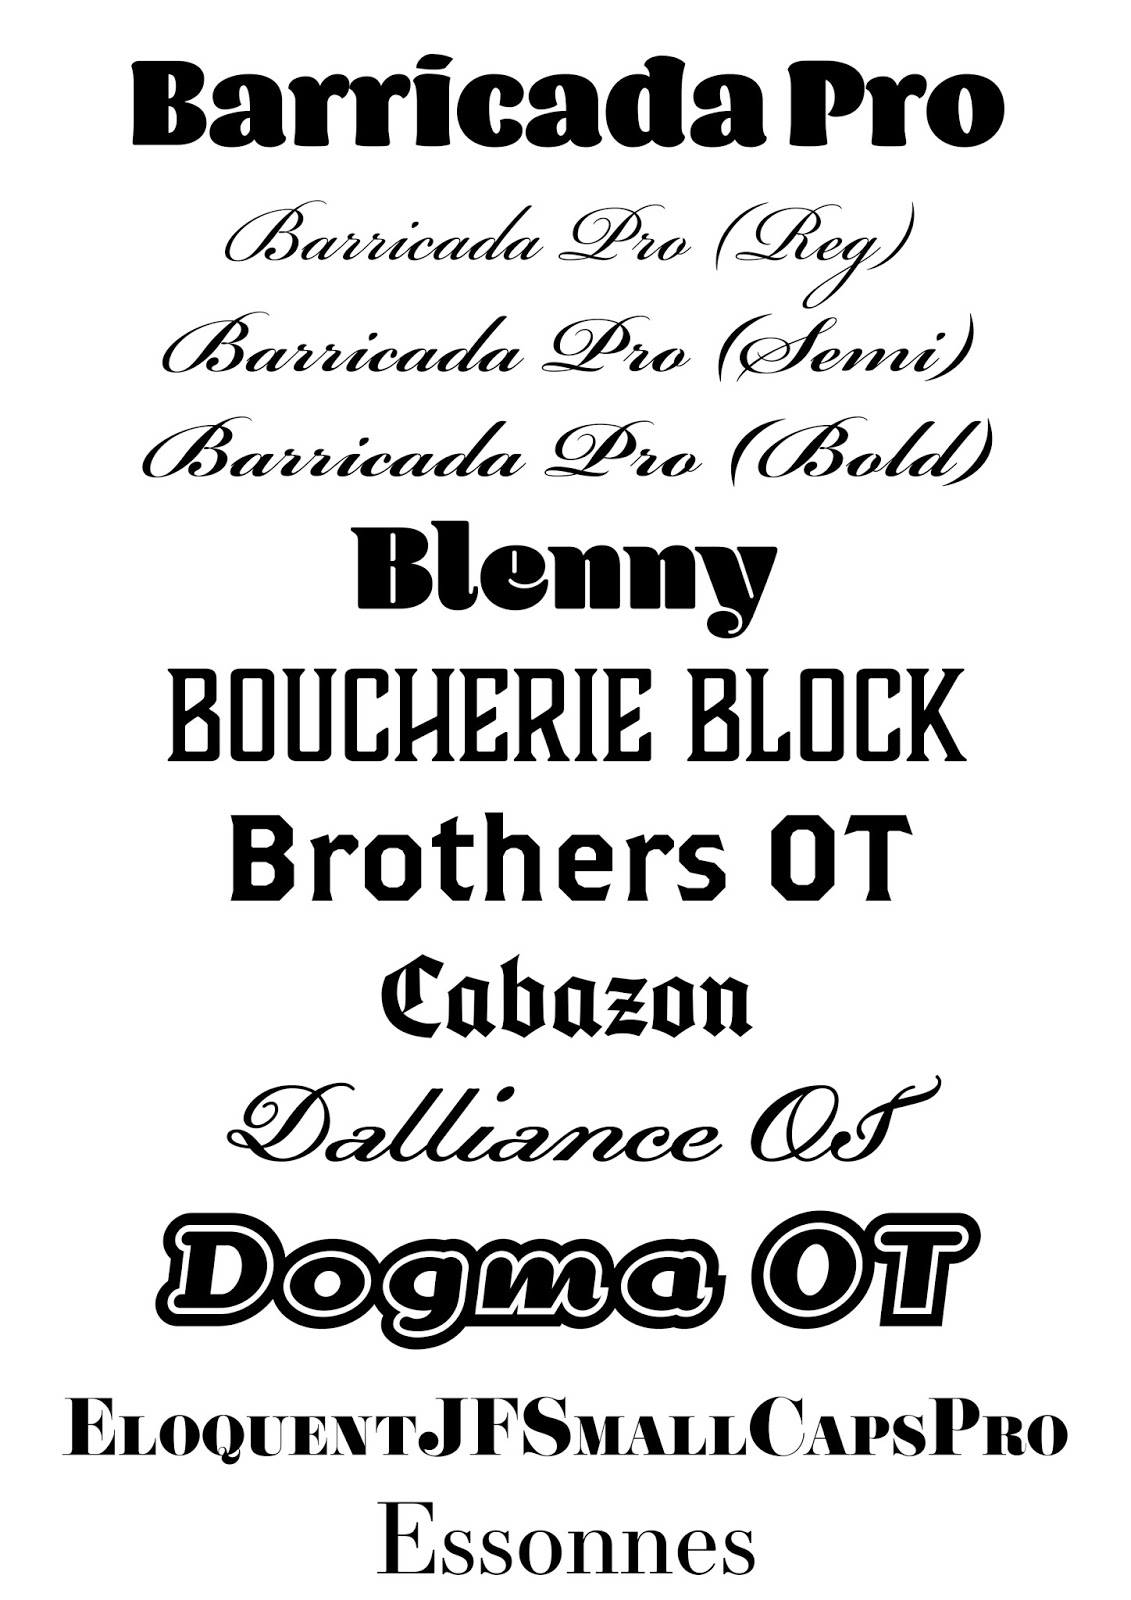 Barricada Pro
Barricada Pro (Reg)
Barricada Pro (Semi)
Barricada Pro (Bold)
Blenny
BOUCHERIE BLOCK
Brothers OT
Cabazon
Dalliance OT
Dogma OT
EloquentJFSmallCapsPro
Essonnes